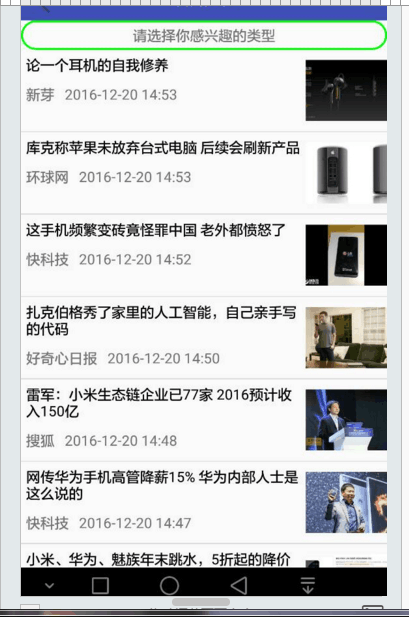 请选择你感兴趣的类型
论一个耳机的自我修养
新芽 2016-12-20 14:53
库克称苹果未放弃台式电脑 后续会刷新产品
环球网 2016-12-20 14:53
这手机频繁变砖竟怪罪中国 老外都愤怒了
快科技 2016-12-20 14:52
扎克伯格秀了家里的人工智能，自己亲手写
的代码
好奇心日报 2016-12-20 14:50
雷军：小米生态链企业已77家 2016预计收
入150亿
搜狐 2016-12-20 14:48
网传华为手机高管降薪15% 华为内部人士是
这么说的
快科技 2016-12-20 14:47
小米、华为、魅族年末跳水，5折起的降价